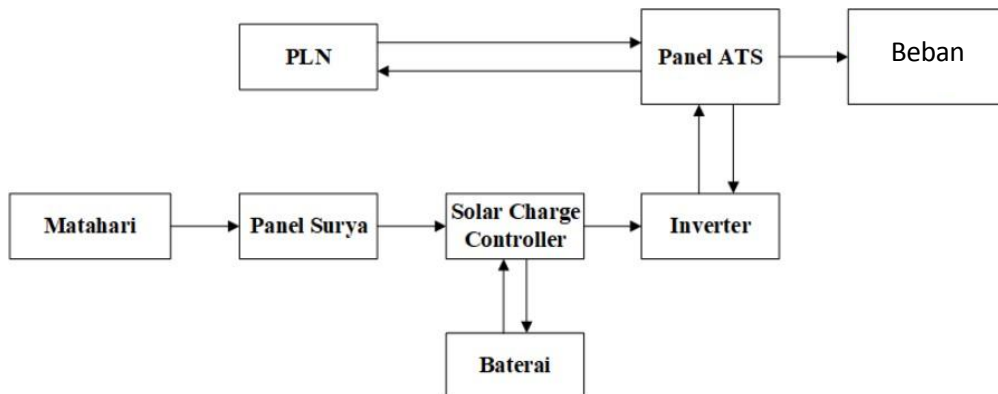 PLN
Panel ATS
Beban
Matahari
Panel Surya
Solar Charge
Controller
Inverter
Baterai